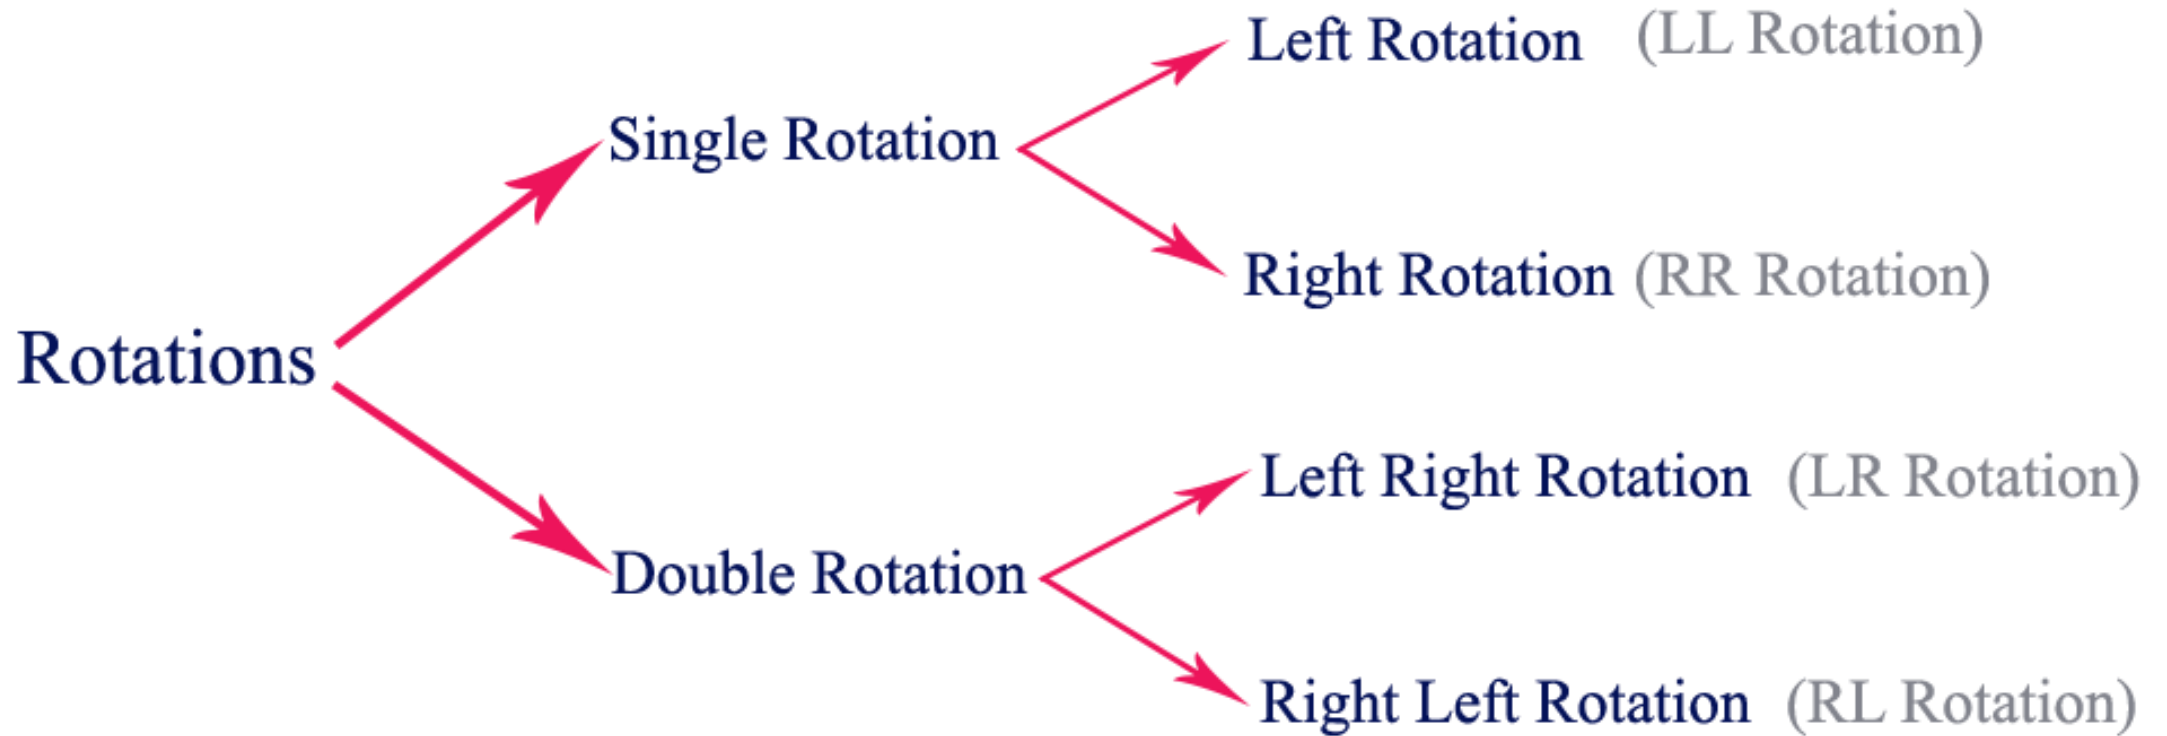 Left Rotation (LL Rotation)
Single Rotation
Right Rotation (RR Rotation)
Rotations
Left Right Rotation (LR Rotation)
Double Rotation
Right Left Rotation (RL Rotation)